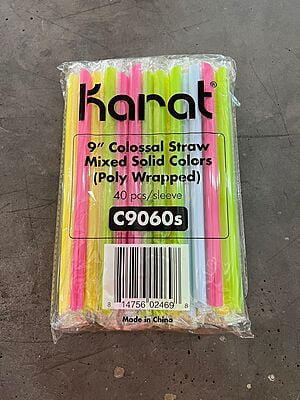 Karat®
9" Colossal Straw
Mixed Solid Colors
(Poly Wrapped)
40 pcs/sleeve
C9060s
8 14756 02469 8
Made in China